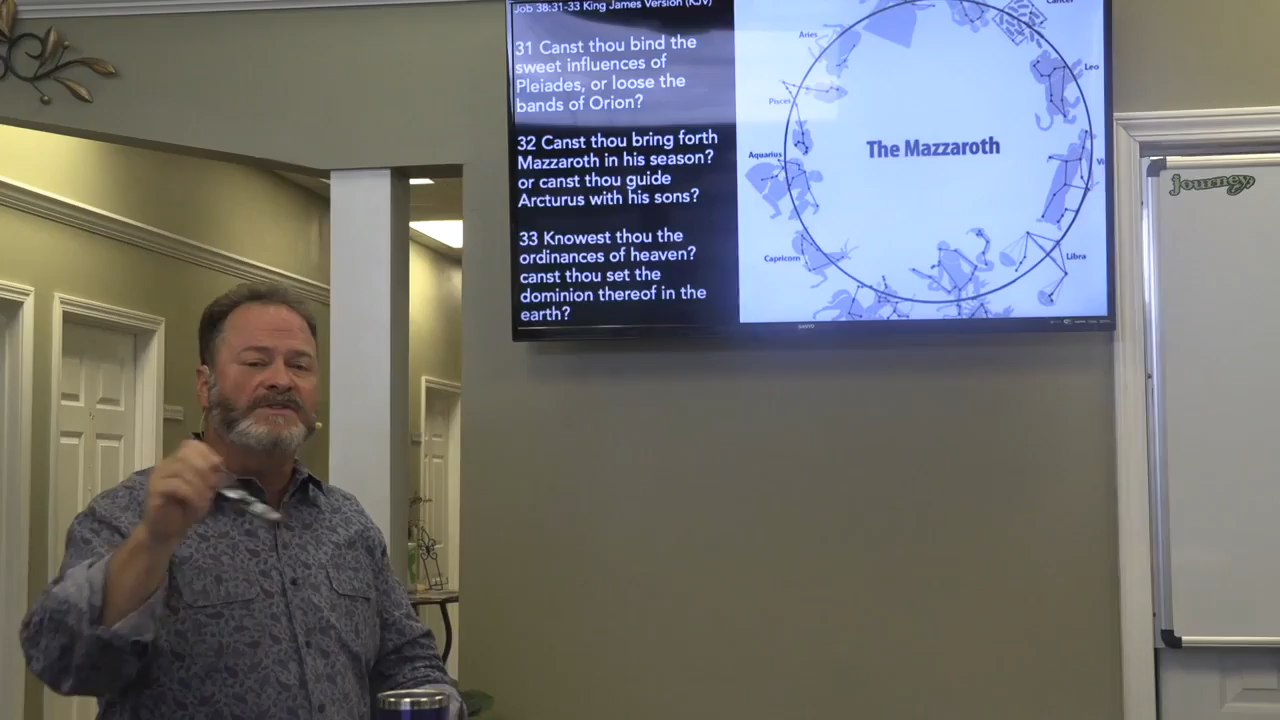 Job 38:31-33 King James Version (KJV)
31 Canst thou bind the
sweet influences of
Pleiades, or loose the
bands of Orion?
32 Canst thou bring forth
Mazzaroth in his season?
or canst thou guide
Arcturus with his sons?
33 Knowest thou the
ordinances of heaven?
canst thou set the
dominion thereof in the
earth?
Cancer
Aries
Leo
Pisces
The Mazzaroth
Aquarius
Capricorn
Libra
journey